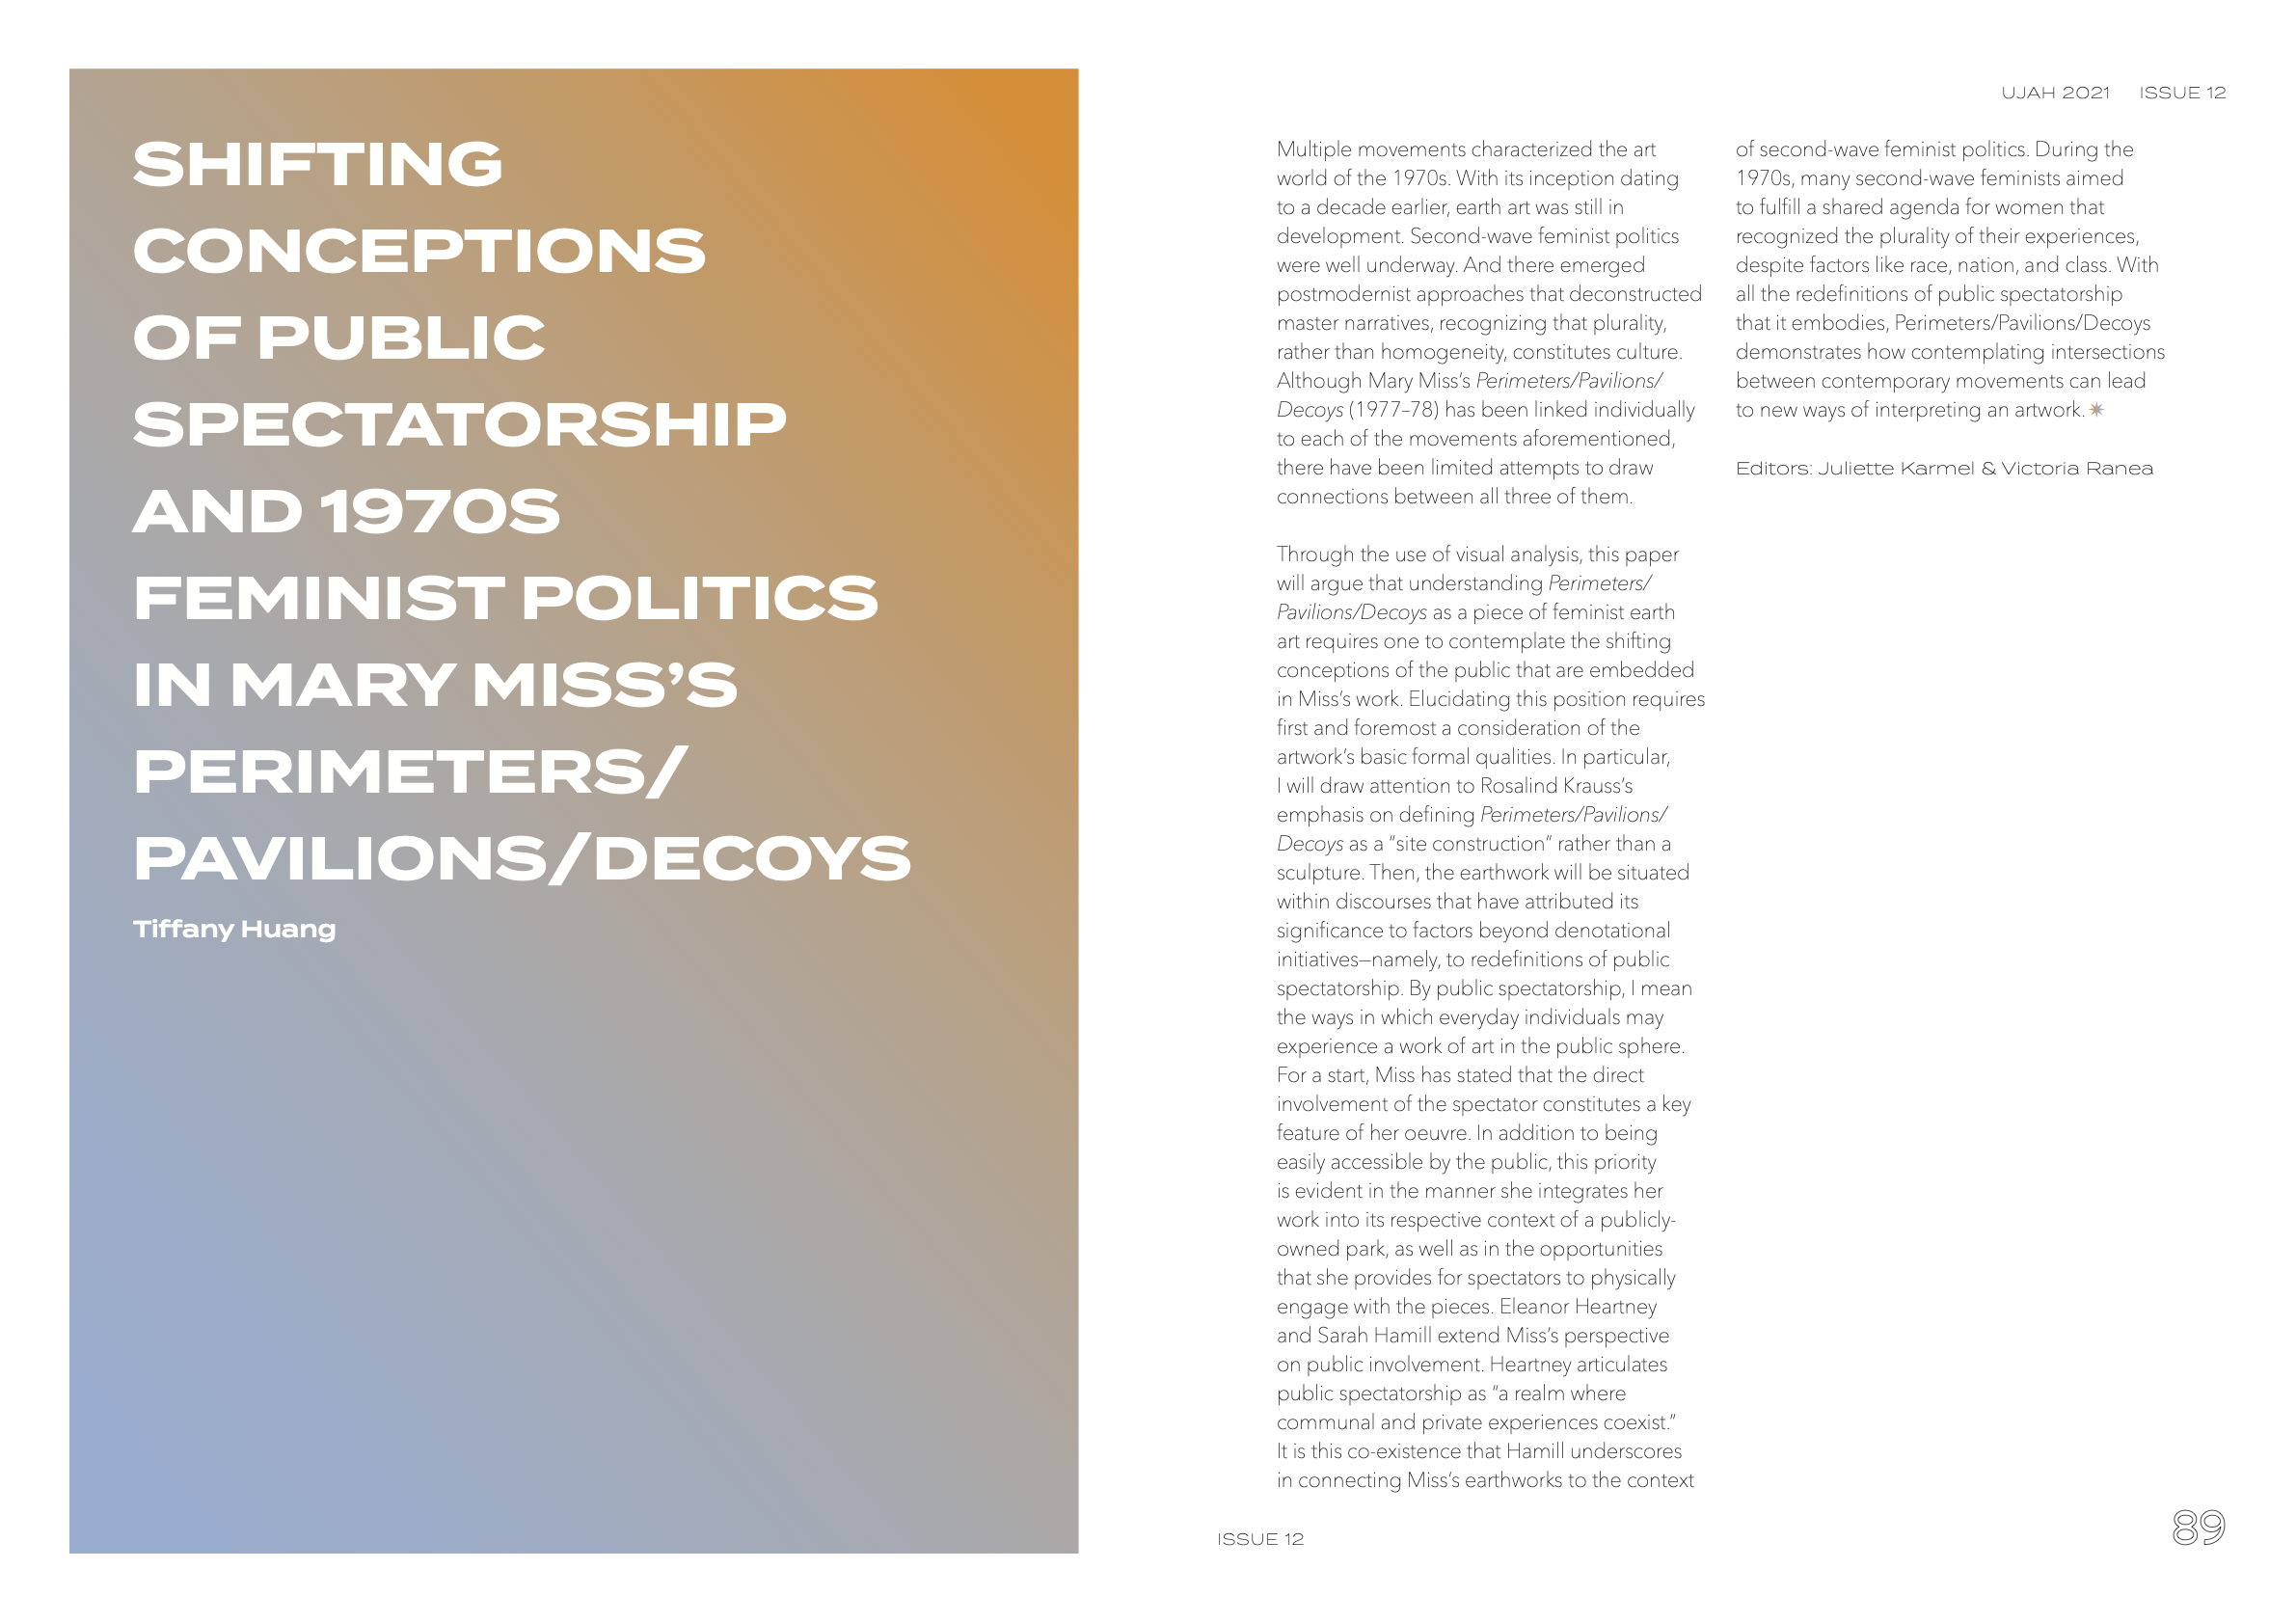 SHIFTING
CONCEPTIONS
OF PUBLIC
SPECTATORSHIP
AND 1970S
FEMINIST POLITICS
IN MARY MISS’S
PERIMETERS/
PAVILIONS/DECOYS
Tiffany Huang
UJAH 2021 ISSUE 12
Multiple movements characterized the art
world of the 1970s. With its inception dating
to a decade earlier, earth art was still in
development. Second-wave feminist politics
were well underway. And there emerged
postmodernist approaches that deconstructed
master narratives, recognizing that plurality,
rather than homogeneity, constitutes culture.
Although Mary Miss’s Perimeters/Pavilions/
Decoys (1977–78) has been linked individually
to each of the movements aforementioned,
there have been limited attempts to draw
connections between all three of them.
Through the use of visual analysis, this paper
will argue that understanding Perimeters/
Pavilions/Decoys as a piece of feminist earth
art requires one to contemplate the shifting
conceptions of the public that are embedded
in Miss’s work. Elucidating this position requires
first and foremost a consideration of the
artwork’s basic formal qualities. In particular,
I will draw attention to Rosalind Krauss’s
emphasis on defining Perimeters/Pavilions/
Decoys as a “site construction” rather than a
sculpture. Then, the earthwork will be situated
within discourses that have attributed its
significance to factors beyond denotational
initiatives—namely, to redefinitions of public
spectatorship. By public spectatorship, I mean
the ways in which everyday individuals may
experience a work of art in the public sphere.
For a start, Miss has stated that the direct
involvement of the spectator constitutes a key
feature of her oeuvre. In addition to being
easily accessible by the public, this priority
is evident in the manner she integrates her
work into its respective context of a publicly-
owned park, as well as in the opportunities
that she provides for spectators to physically
engage with the pieces. Eleanor Heartney
and Sarah Hamill extend Miss’s perspective
on public involvement. Heartney articulates
public spectatorship as “a realm where
communal and private experiences coexist.”
It is this co-existence that Hamill underscores
in connecting Miss’s earthworks to the context
of second-wave feminist politics. During the
1970s, many second-wave feminists aimed
to fulfill a shared agenda for women that
recognized the plurality of their experiences,
despite factors like race, nation, and class. With
all the redefinitions of public spectatorship
that it embodies, Perimeters/Pavilions/Decoys
demonstrates how contemplating intersections
between contemporary movements can lead
to new ways of interpreting an artwork.✷
Editors: Juliette Karmel & Victoria Ranea
ISSUE 12
89